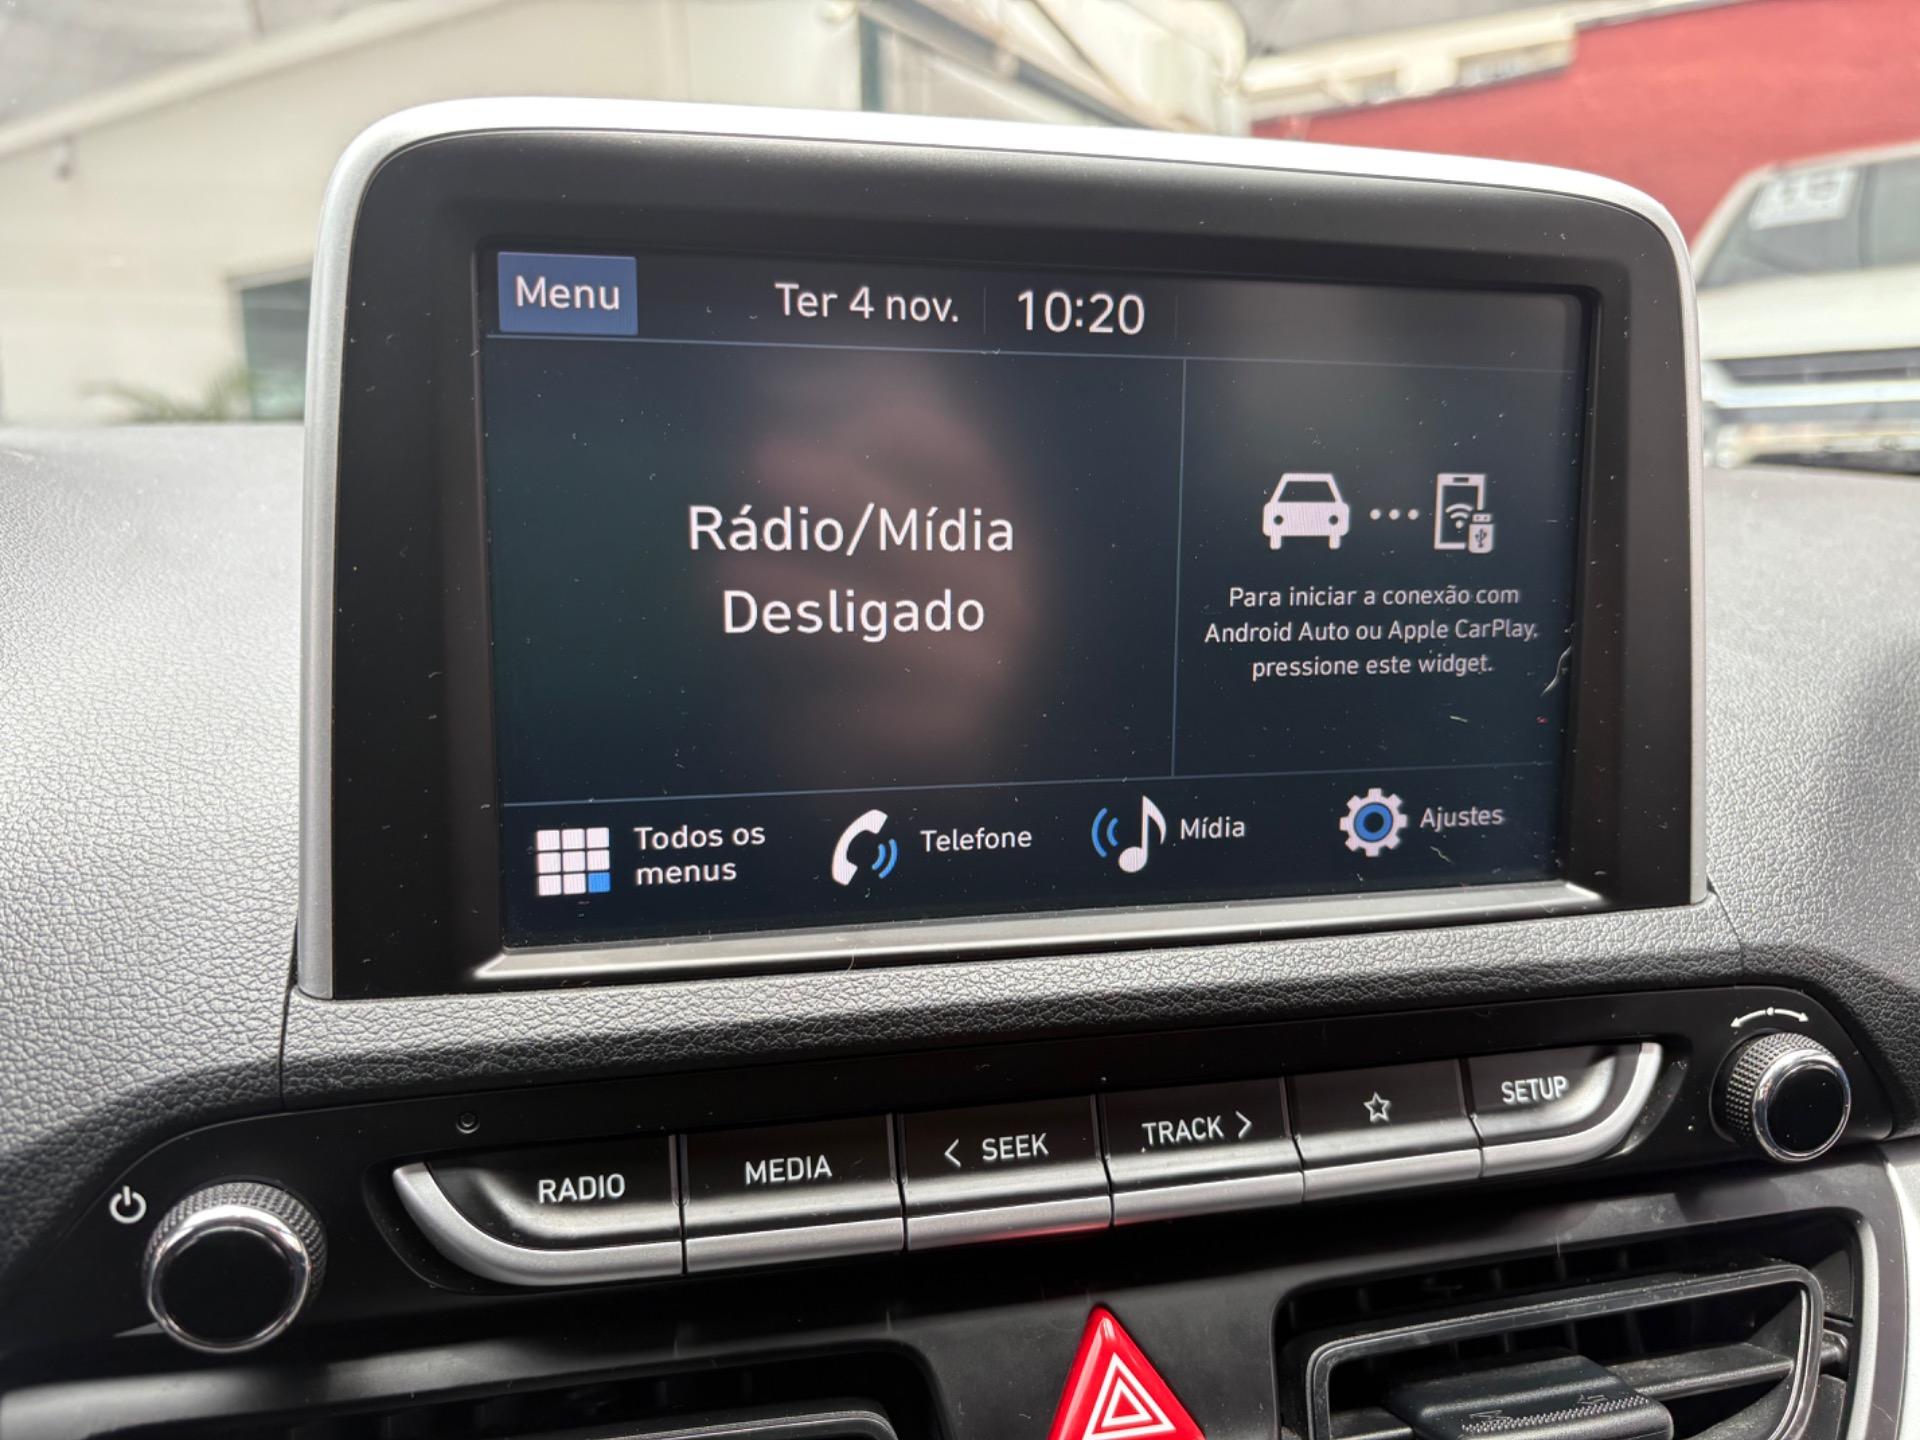 Menu
Ter 4 nov.
10:20
Rádio/Mídia
Desligado
Para iniciar a conexão com
Android Auto ou Apple CarPlay,
pressione este widget.
Todos os
menus
Telefone
Mídia
Ajustes
RADIO
MEDIA
< SEEK
TRACK >
SETUP